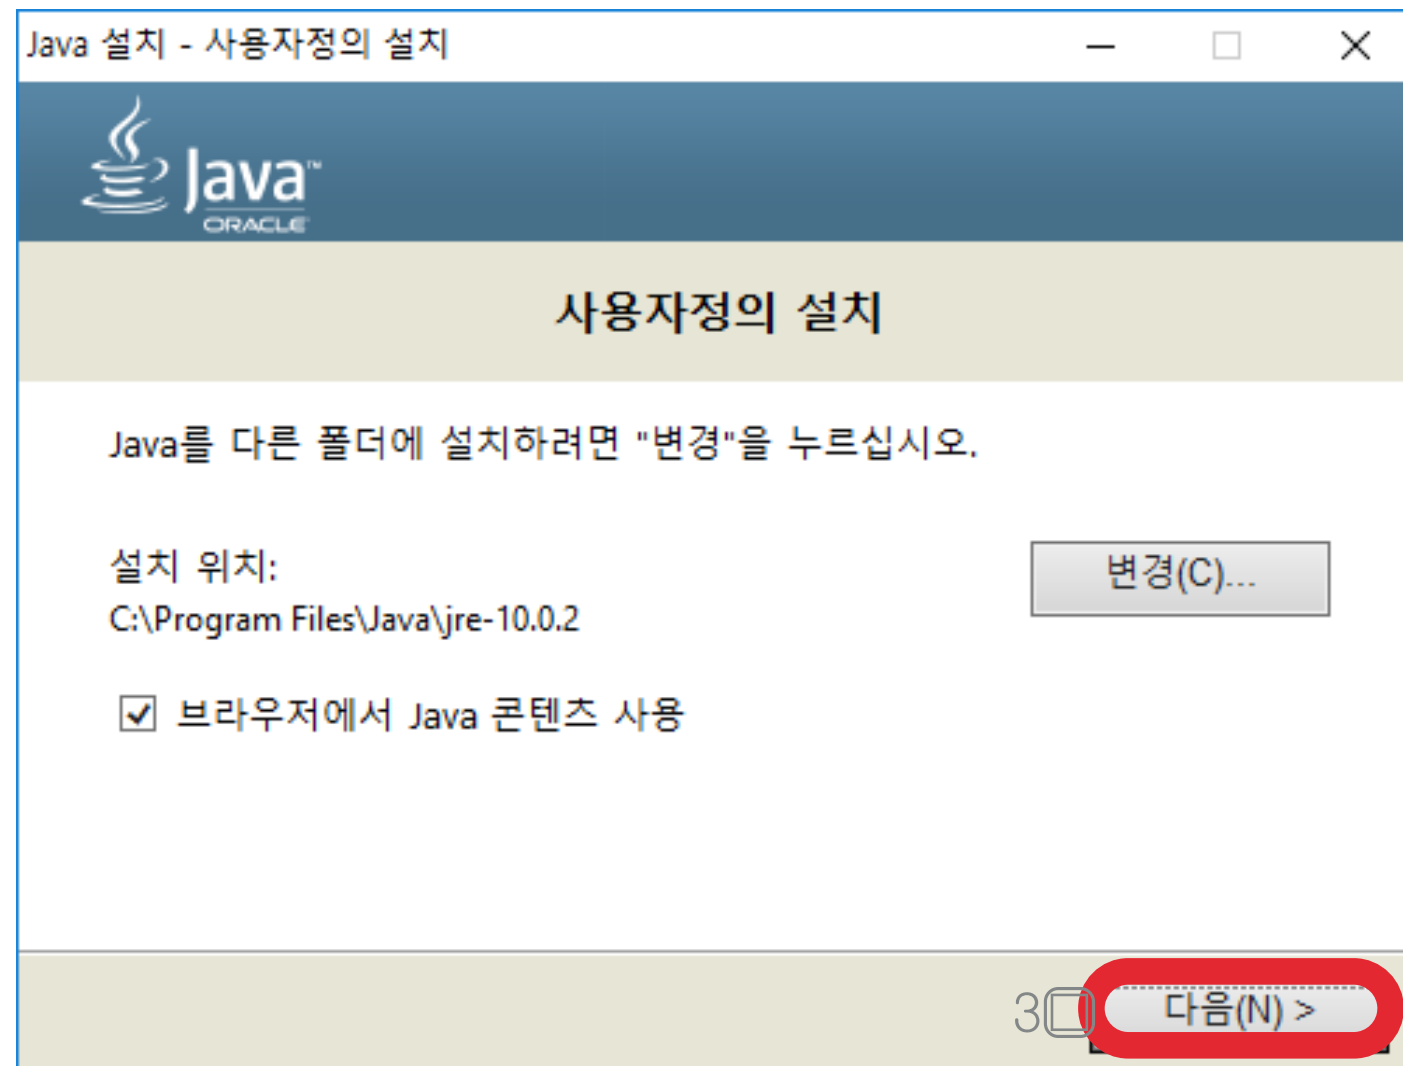 Java 설치 - 사용자정의 설치
Java™
ORACLE
사용자정의 설치
Java를 다른 폴더에 설치하려면 "변경"을 누르십시오.
설치 위치:
변경(C)...
C:\Program Files\Java\jre-10.0.2
브라우저에서 Java 콘텐츠 사용
3
다음(N) >